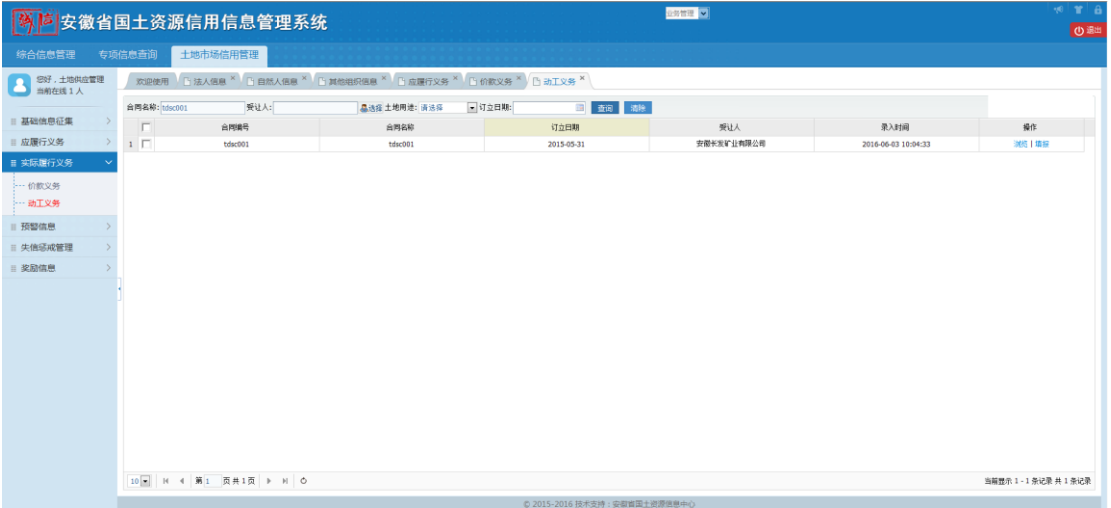 诚信 安徽省国土资源信用信息管理系统
业务管理
退出
综合信息管理 专项信息查询 土地市场信用管理
您好，土地供应管理
当前在线 1 人
欢迎使用 法人信息 × 自然人信息 × 其他组织信息 × 应履行义务 × 价款义务 × 动工义务 ×
合同名称: tdsc001 受让人: 选择 土地用途: 请选择 订立日期: 查询 清除
基础信息征集
应履行义务
实际履行义务
价款义务
动工义务
预警信息
失信惩戒管理
奖励信息
合同编号 合同名称 订立日期 受让人 录入时间 操作
1 tdsc001 tdsc001 2015-05-31 安徽长发矿业有限公司 2016-06-03 10:04:33 浏览 | 填报
10 第 1 页 共 1 页 当前显示 1 - 1 条记录 共 1 条记录
© 2015-2016 技术支持：安徽省国土资源信息中心